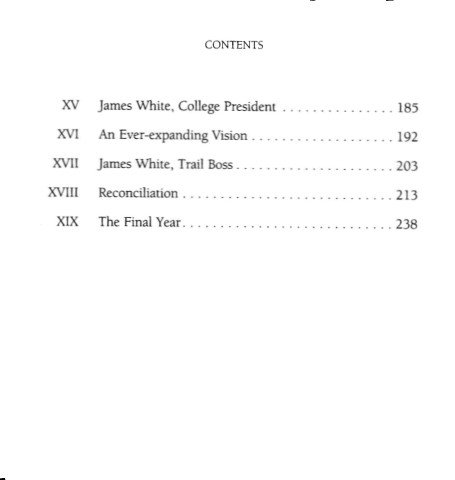 CONTENTS
XV James White, College President . . . . . . . . . . . . . . . 185
XVI An Ever-expanding Vision . . . . . . . . . . . . . . . . . . . 192
XVII James White, Trail Boss . . . . . . . . . . . . . . . . . . . . . 203
XVIII Reconciliation . . . . . . . . . . . . . . . . . . . . . . . . . . . . 213
XIX The Final Year . . . . . . . . . . . . . . . . . . . . . . . . . . . . 238